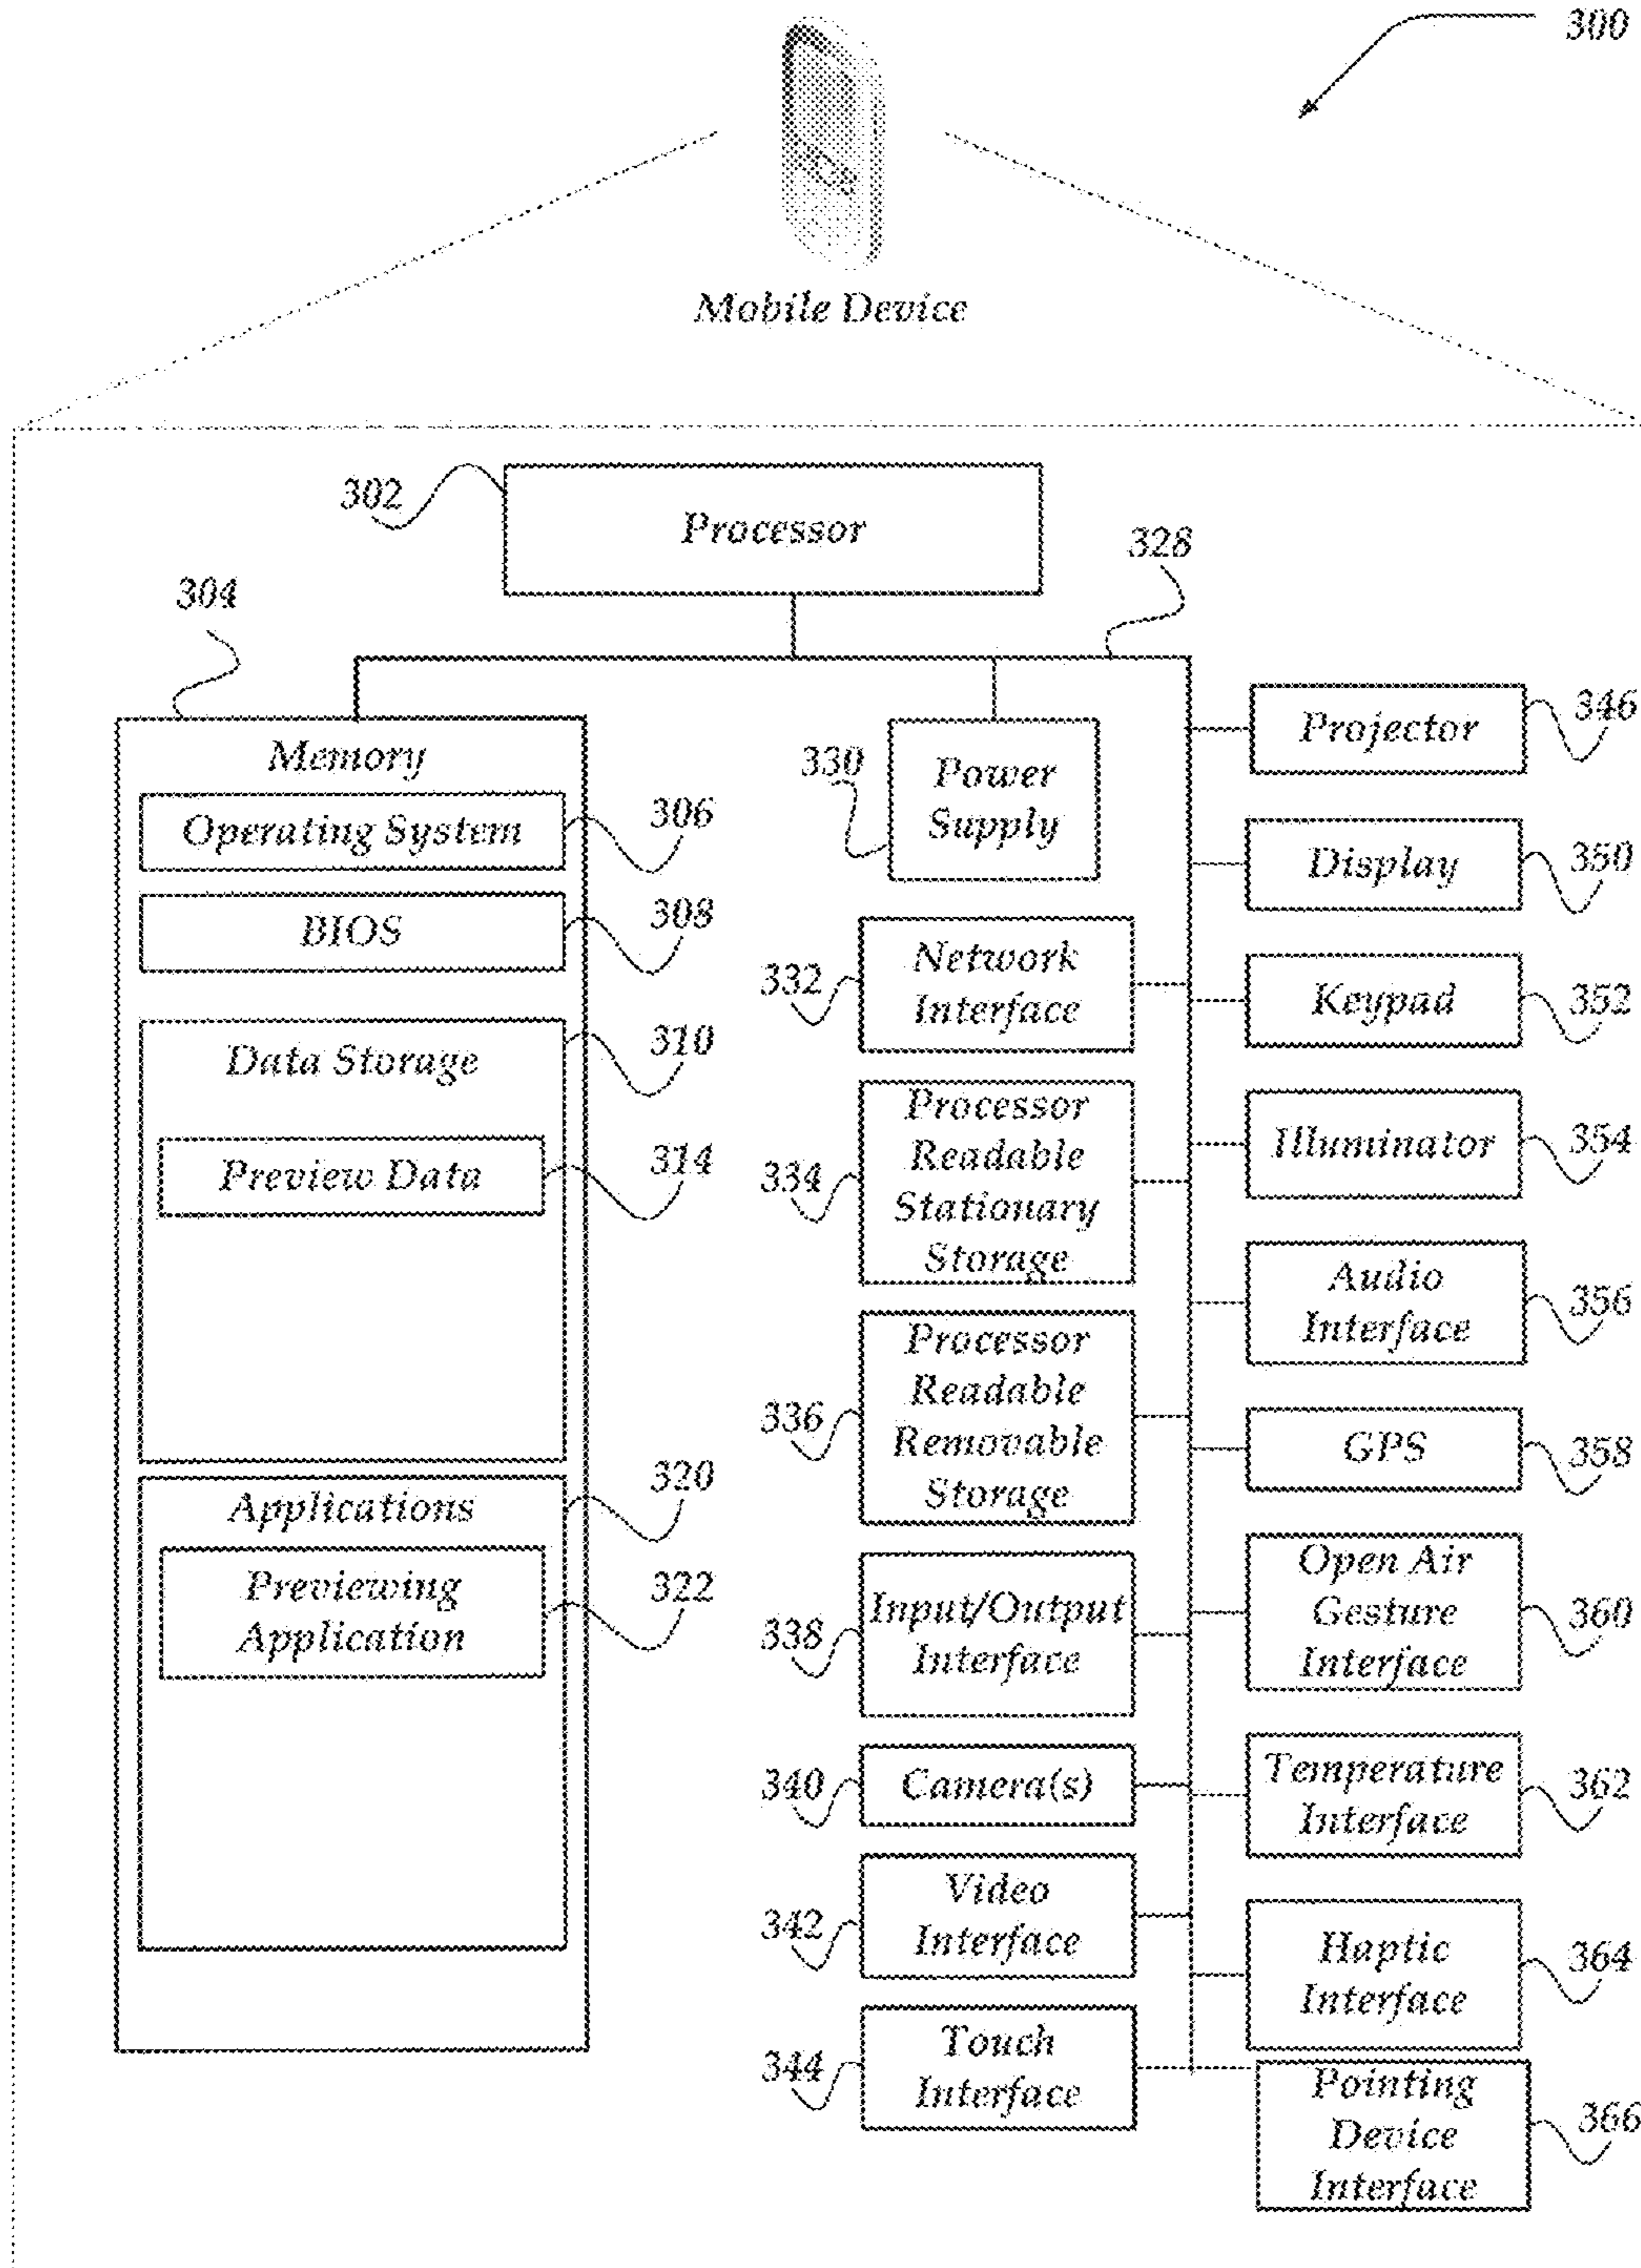 300
Mobile Device
302
Processor
328
304
Memory
Operating System
306
BIOS
308
Data Storage
310
Preview Data
314
Applications
320
Previewing
Application
322
330
Power
Supply
332
Network
Interface
334
Processor
Readable
Stationary
Storage
336
Processor
Readable
Removable
Storage
338
Input/Output
Interface
340
Camera(s)
342
Video
Interface
344
Touch
Interface
Projector
346
Display
350
Keypad
352
Illuminator
354
Audio
Interface
356
GPS
358
Open Air
Gesture
Interface
360
Temperature
Interface
362
Haptic
Interface
364
Pointing
Device
Interface
366